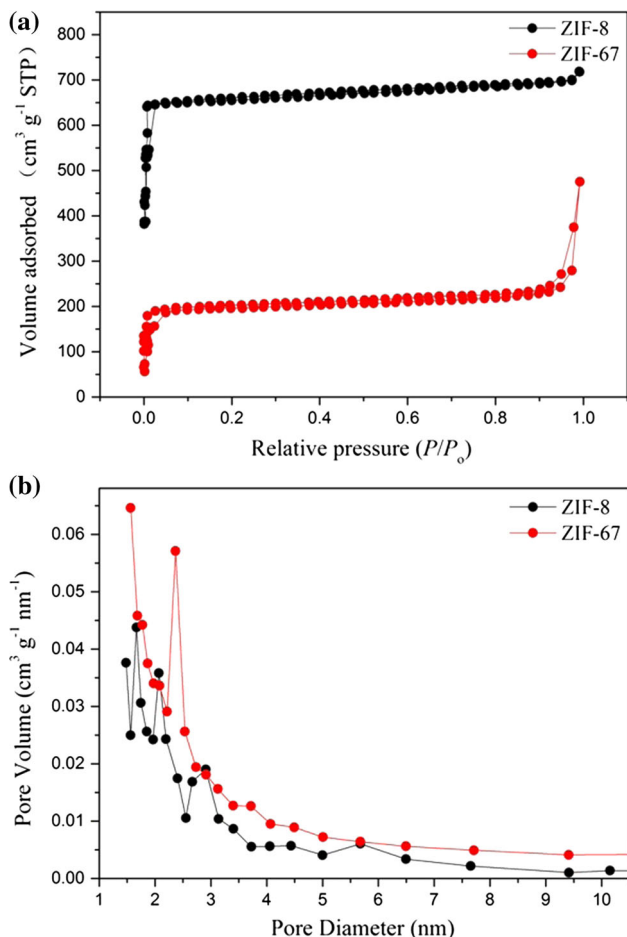 (a)
Volume adsorbed （cm³ g⁻¹ STP）
800
700
600
500
400
300
200
100
0
ZIF-8
ZIF-67
0.0 0.2 0.4 0.6 0.8 1.0
Relative pressure (P/Pₒ)
(b)
Pore Volume (cm³ g⁻¹ nm⁻¹)
0.06
0.05
0.04
0.03
0.02
0.01
0.00
ZIF-8
ZIF-67
1 2 3 4 5 6 7 8 9 10
Pore Diameter (nm)